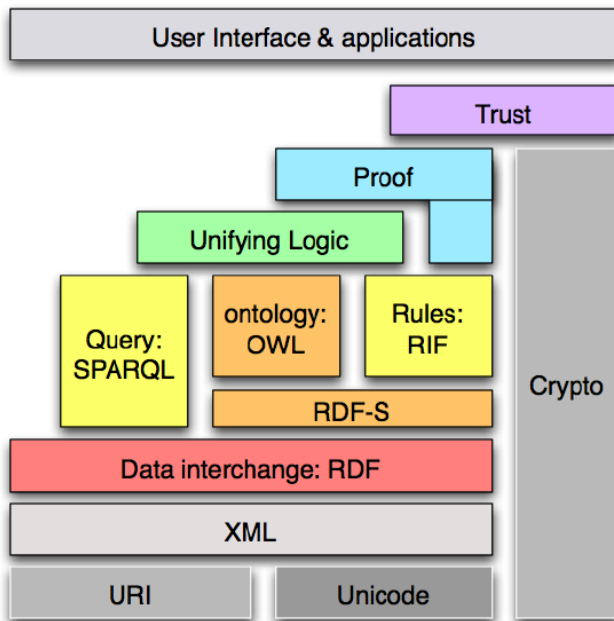 User Interface & applications
Trust
Proof
Unifying Logic
Query:
SPARQL
ontology:
OWL
Rules:
RIF
Crypto
RDF-S
Data interchange: RDF
XML
URI
Unicode